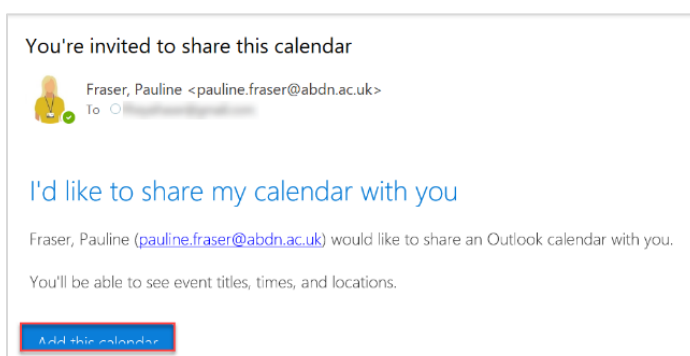 You're invited to share this calendar
Fraser, Pauline <pauline.fraser@abdn.ac.uk>
To
I'd like to share my calendar with you
Fraser, Pauline (pauline.fraser@abdn.ac.uk) would like to share an Outlook calendar with you.
You'll be able to see event titles, times, and locations.
Add this calendar